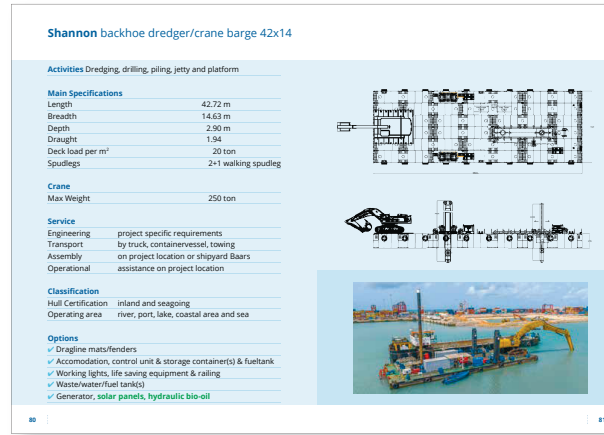 Shannon backhoe dredger/crane barge 42x14
Activities Dredging, drilling, piling, jetty and platform
Main Specifications
Length 42.72 m
Breadth 14.63 m
Depth 2.90 m
Draught 1.94
Deck load per m² 20 ton
Spudlegs 2+1 walking spudleg
Crane
Max Weight 250 ton
Service
Engineering project specific requirements
Transport by truck, containervessel, towing
Assembly on project location or shipyard Baars
Operational assistance on project location
Classification
Hull Certification inland and seagoing
Operating area river, port, lake, coastal area and sea
Options
✔ Dragline mats/fenders
✔ Accomodation, control unit & storage container(s) & fueltank
✔ Working lights, life saving equipment & railing
✔ Waste/water/fuel tank(s)
✔ Generator, solar panels, hydraulic bio-oil
80